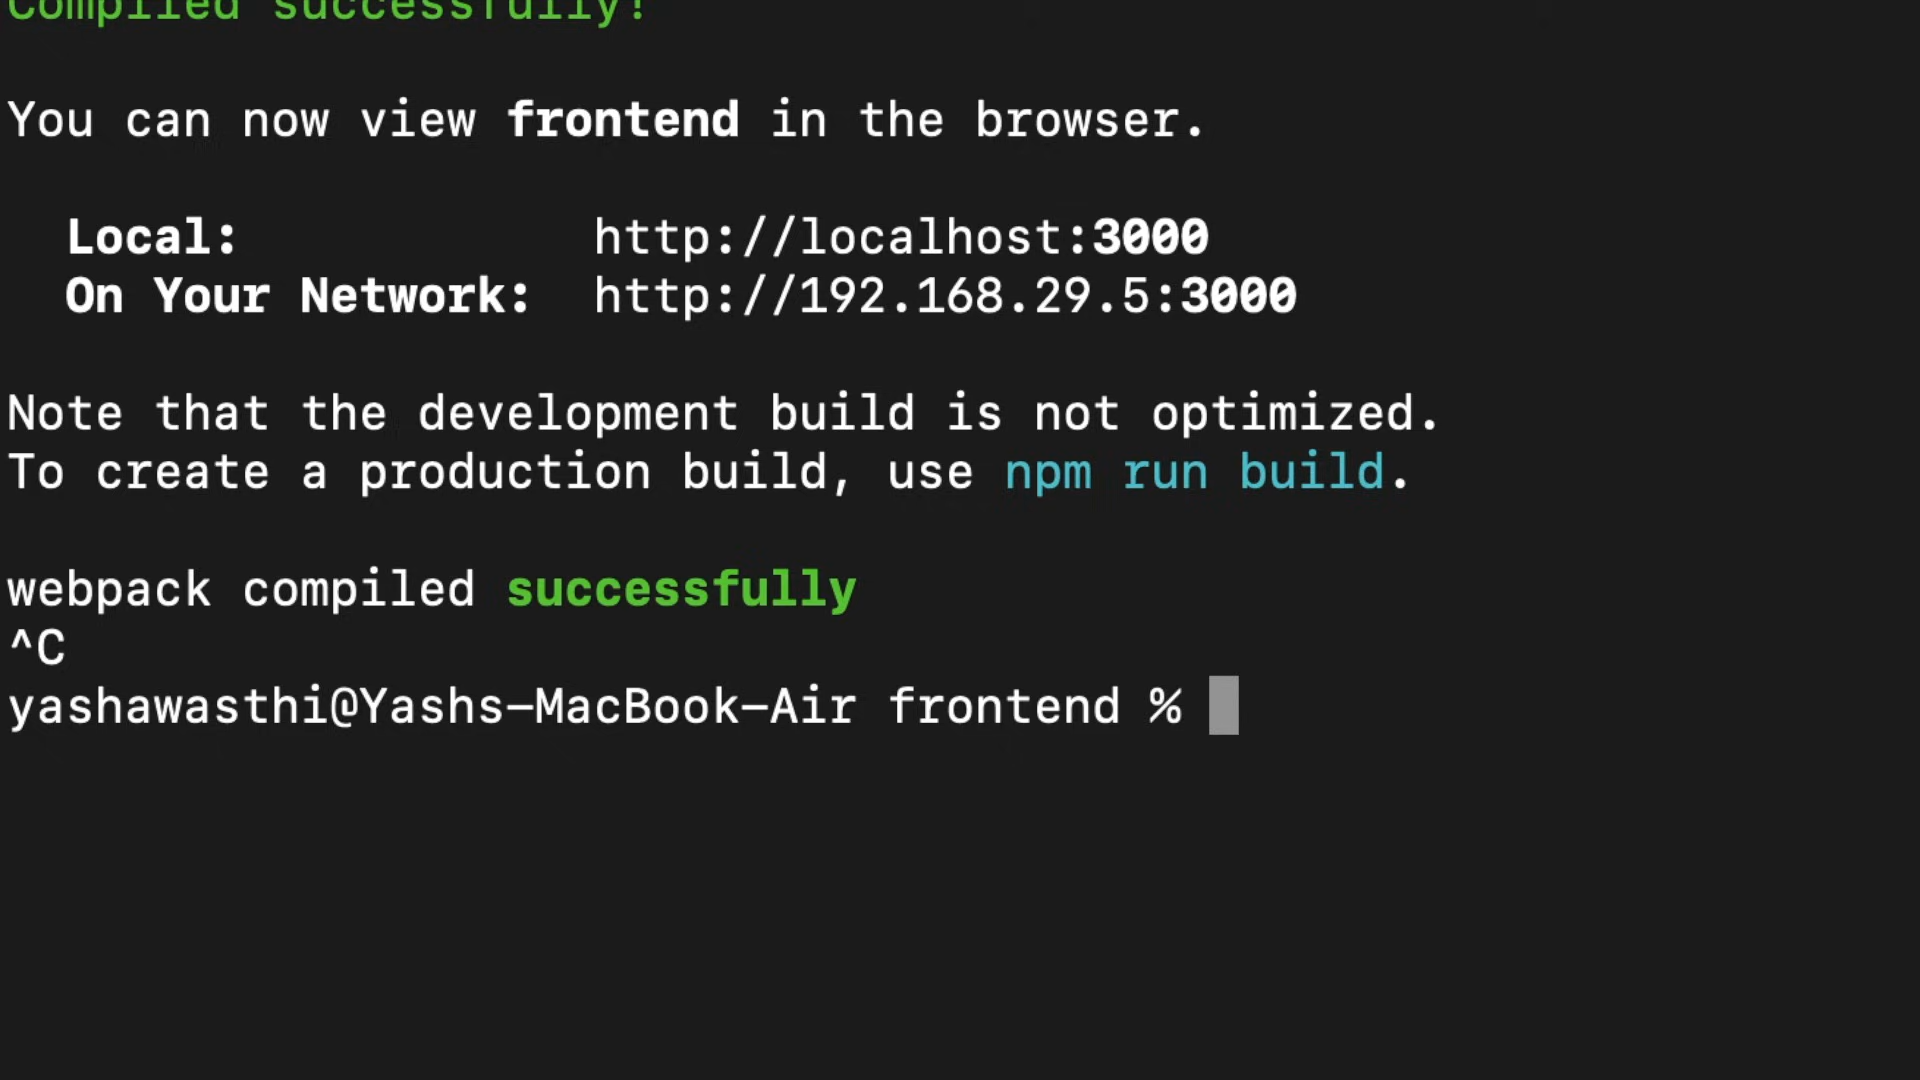 Compiled successfully!
You can now view frontend in the browser.
Local: http://localhost:3000
On Your Network: http://192.168.29.5:3000
Note that the development build is not optimized.
To create a production build, use npm run build.
webpack compiled successfully
^C
yashawasthi@Yashs-MacBook-Air frontend %